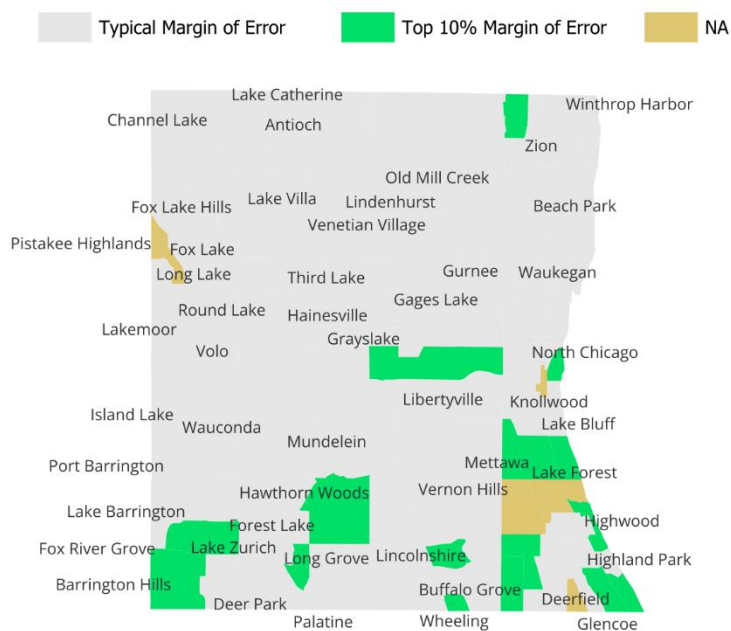 Typical Margin of Error
Top 10% Margin of Error
NA
Lake Catherine
Winthrop Harbor
Channel Lake
Antioch
Zion
Old Mill Creek
Lake Villa
Lindenhurst
Fox Lake Hills
Beach Park
Venetian Village
Pistakee Highlands
Fox Lake
Long Lake
Third Lake
Gurnee
Waukegan
Gages Lake
Round Lake
Hainesville
Lakemoor
Grayslake
Volo
North Chicago
Libertyville
Knollwood
Island Lake
Lake Bluff
Wauconda
Mundelein
Port Barrington
Mettawa
Lake Forest
Hawthorn Woods
Vernon Hills
Lake Barrington
Forest Lake
Highwood
Fox River Grove
Lake Zurich
Long Grove
Lincolnshire
Highland Park
Barrington Hills
Buffalo Grove
Deerfield
Deer Park
Palatine
Wheeling
Glencoe